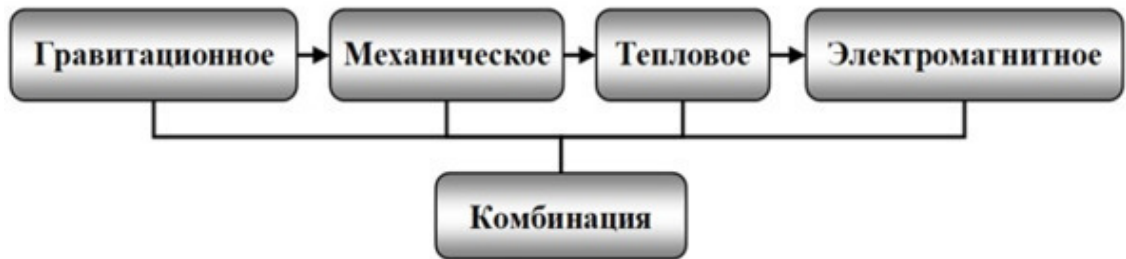 Гравитационное
Механическое
Тепловое
Электромагнитное
Комбинация